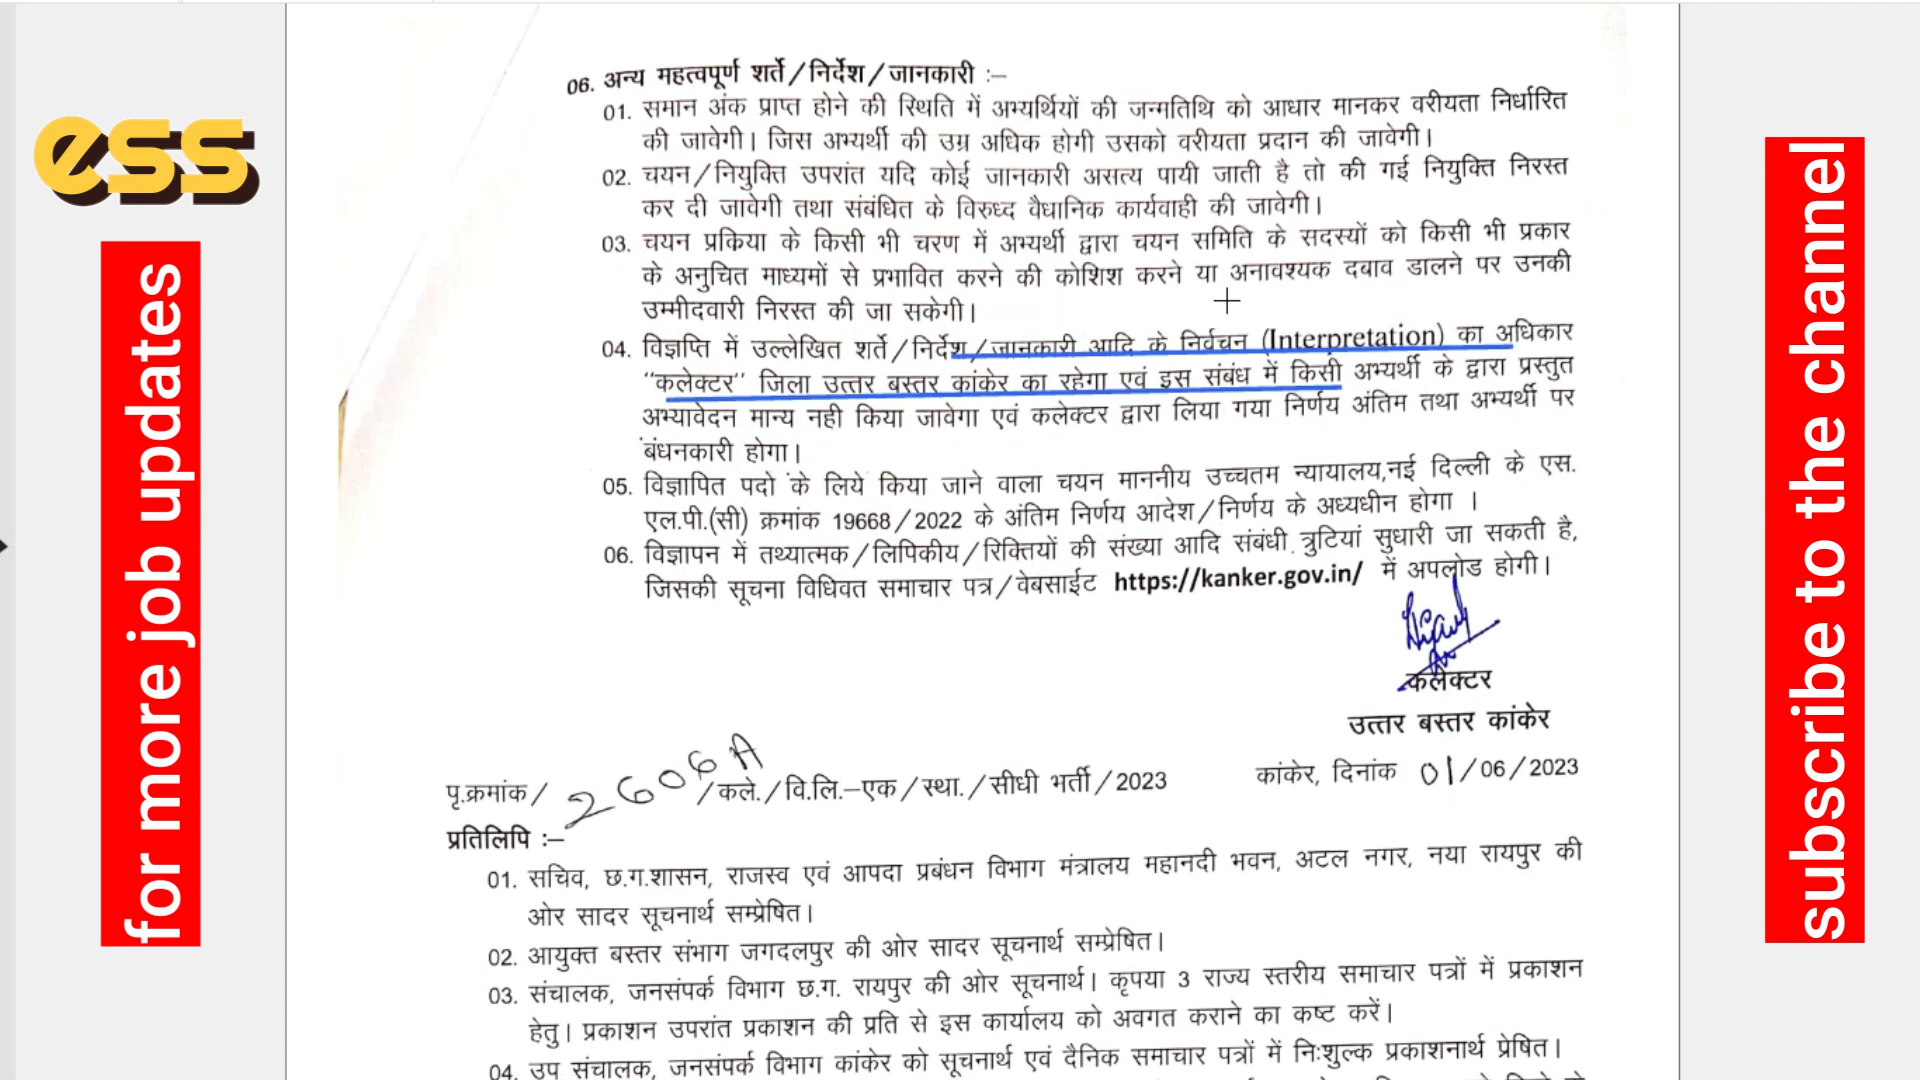 ess
for more job updates
06. अन्य महत्वपूर्ण शर्ते/निर्देश/जानकारी :–
01. समान अंक प्राप्त होने की स्थिति में अभ्यर्थियों की जन्मतिथि को आधार मानकर वरीयता निर्धारित
की जावेगी। जिस अभ्यर्थी की उम्र अधिक होगी उसको वरीयता प्रदान की जावेगी।
02. चयन/नियुक्ति उपरांत यदि कोई जानकारी असत्य पायी जाती है तो की गई नियुक्ति निरस्त
कर दी जावेगी तथा संबंधित के विरुध्द वैधानिक कार्यवाही की जावेगी।
03. चयन प्रकिया के किसी भी चरण में अभ्यर्थी द्वारा चयन समिति के सदस्यों को किसी भी प्रकार
के अनुचित माध्यमों से प्रभावित करने की कोशिश करने या अनावश्यक दबाव डालने पर उनकी
उम्मीदवारी निरस्त की जा सकेगी।
04. विज्ञप्ति में उल्लेखित शर्ते/निर्देश/जानकारी आदि के निर्वचन (Interpretation) का अधिकार
"कलेक्टर" जिला उत्तर बस्तर कांकेर का रहेगा एवं इस संबंध में किसी अभ्यर्थी के द्वारा प्रस्तुत
अभ्यावेदन मान्य नही किया जावेगा एवं कलेक्टर द्वारा लिया गया निर्णय अंतिम तथा अभ्यर्थी पर
बंधनकारी होगा।
05. विज्ञापित पदो के लिये किया जाने वाला चयन माननीय उच्चतम न्यायालय,नई दिल्ली के एस.
एल.पी.(सी) क्रमांक 19668/2022 के अंतिम निर्णय आदेश/निर्णय के अध्यधीन होगा ।
06. विज्ञापन में तथ्यात्मक/लिपिकीय/रिक्तियों की संख्या आदि संबंधी त्रुटियां सुधारी जा सकती है,
जिसकी सूचना विधिवत समाचार पत्र/वेबसाईट https://kanker.gov.in/ में अपलोड होगी।
कलेक्टर
उत्तर बस्तर कांकेर
पृ.क्रमांक/ 2606A /कले./वि.लि.–एक/स्था./सीधी भर्ती/2023
कांकेर, दिनांक 01/06/2023
प्रतिलिपि :–
01. सचिव, छ.ग.शासन, राजस्व एवं आपदा प्रबंधन विभाग मंत्रालय महानदी भवन, अटल नगर, नया रायपुर की
ओर सादर सूचनार्थ सम्प्रेषित।
02. आयुक्त बस्तर संभाग जगदलपुर की ओर सादर सूचनार्थ सम्प्रेषित।
03. संचालक, जनसंपर्क विभाग छ.ग. रायपुर की ओर सूचनार्थ। कृपया 3 राज्य स्तरीय समाचार पत्रों में प्रकाशन
हेतु। प्रकाशन उपरांत प्रकाशन की प्रति से इस कार्यालय को अवगत कराने का कष्ट करें।
04. उप संचालक, जनसंपर्क विभाग कांकेर को सूचनार्थ एवं दैनिक समाचार पत्रों में निःशुल्क प्रकाशनार्थ प्रेषित।
subscribe to the channel